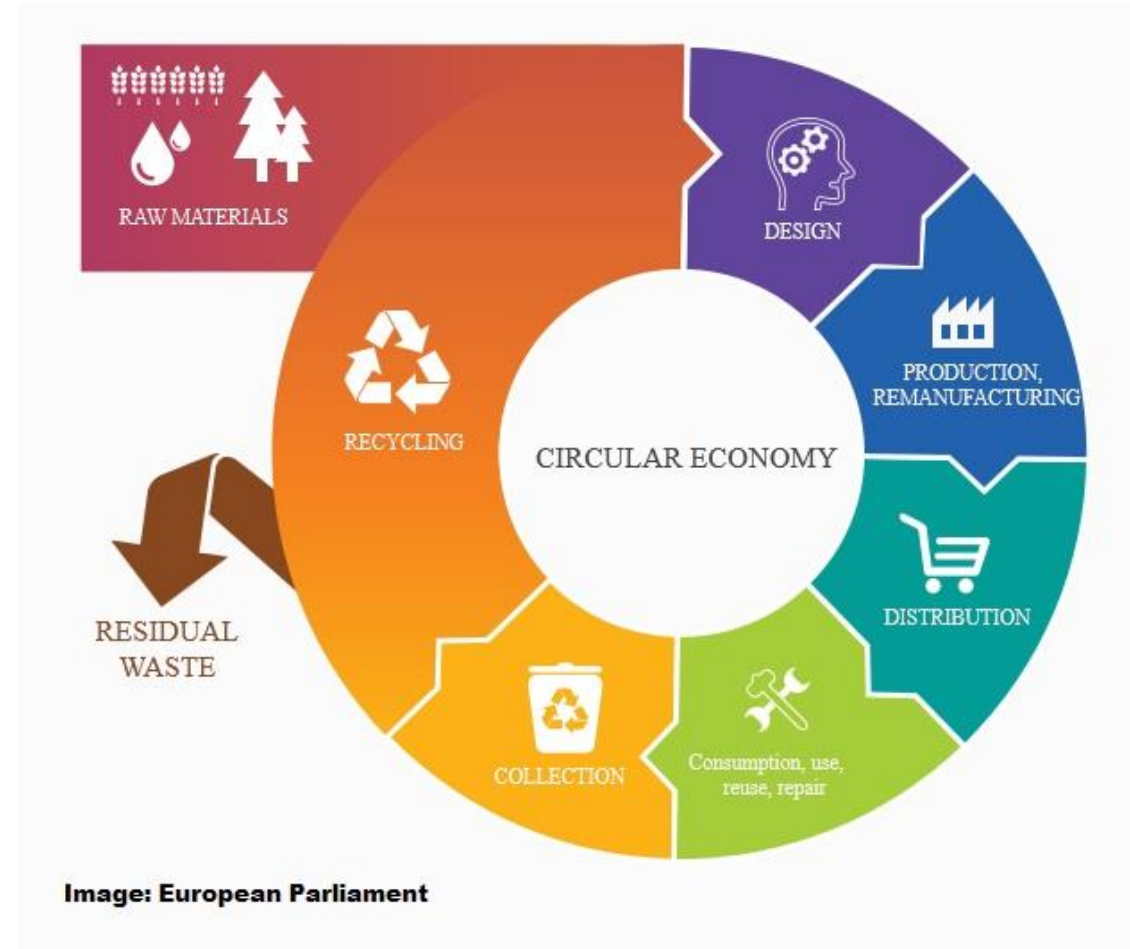 RAW MATERIALS
DESIGN
PRODUCTION,
REMANUFACTURING
RECYCLING
CIRCULAR ECONOMY
DISTRIBUTION
RESIDUAL
WASTE
COLLECTION
Consumption, use,
reuse, repair
Image: European Parliament